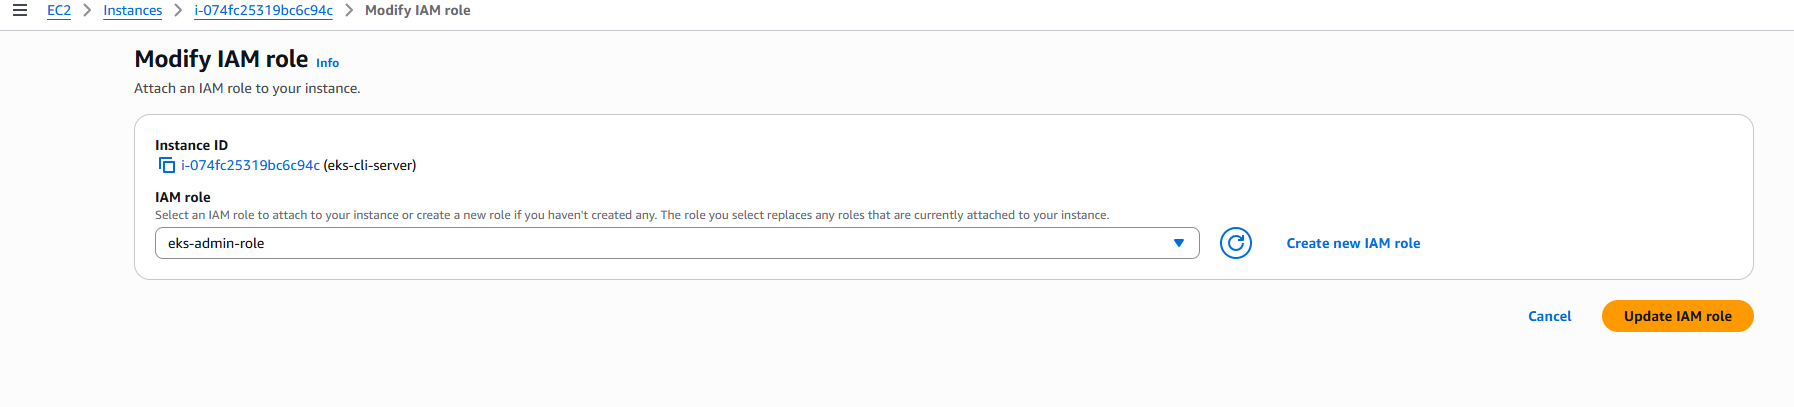 EC2 > Instances > i-074fc25319bc6c94c > Modify IAM role
Modify IAM role Info
Attach an IAM role to your instance.
Instance ID
i-074fc25319bc6c94c (eks-cli-server)
IAM role
Select an IAM role to attach to your instance or create a new role if you haven't created any. The role you select replaces any roles that are currently attached to your instance.
eks-admin-role
Create new IAM role
Cancel
Update IAM role